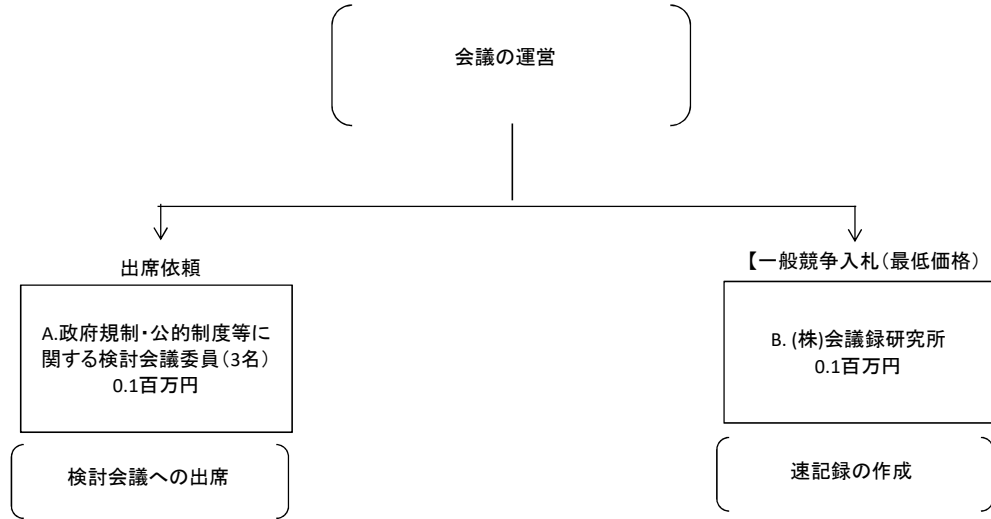 会議の運営
出席依頼
A.政府規制・公的制度等に
関する検討会議委員（3名）
0.1百万円
検討会議への出席
【一般競争入札（最低価格）
B. (株)会議録研究所
0.1百万円
速記録の作成